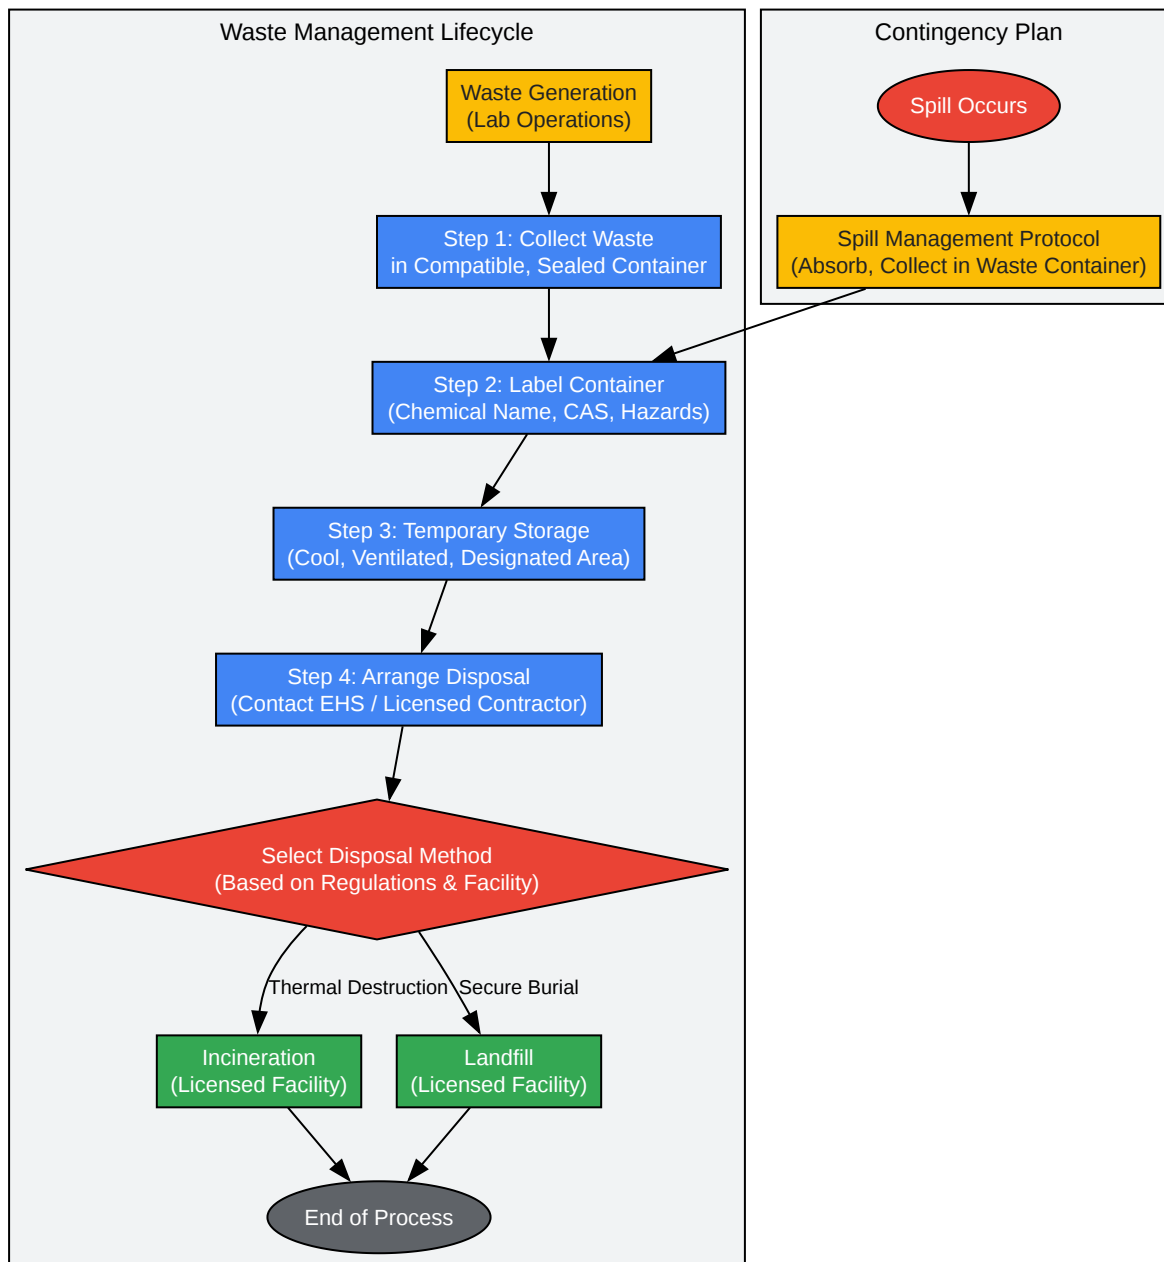 Waste Management Lifecycle
Waste Generation
(Lab Operations)
Step 1: Collect Waste
in Compatible, Sealed Container
Step 2: Label Container
(Chemical Name, CAS, Hazards)
Step 3: Temporary Storage
(Cool, Ventilated, Designated Area)
Step 4: Arrange Disposal
(Contact EHS / Licensed Contractor)
Select Disposal Method
(Based on Regulations & Facility)
Thermal Destruction
Secure Burial
Incineration
(Licensed Facility)
Landfill
(Licensed Facility)
End of Process
Contingency Plan
Spill Occurs
Spill Management Protocol
(Absorb, Collect in Waste Container)